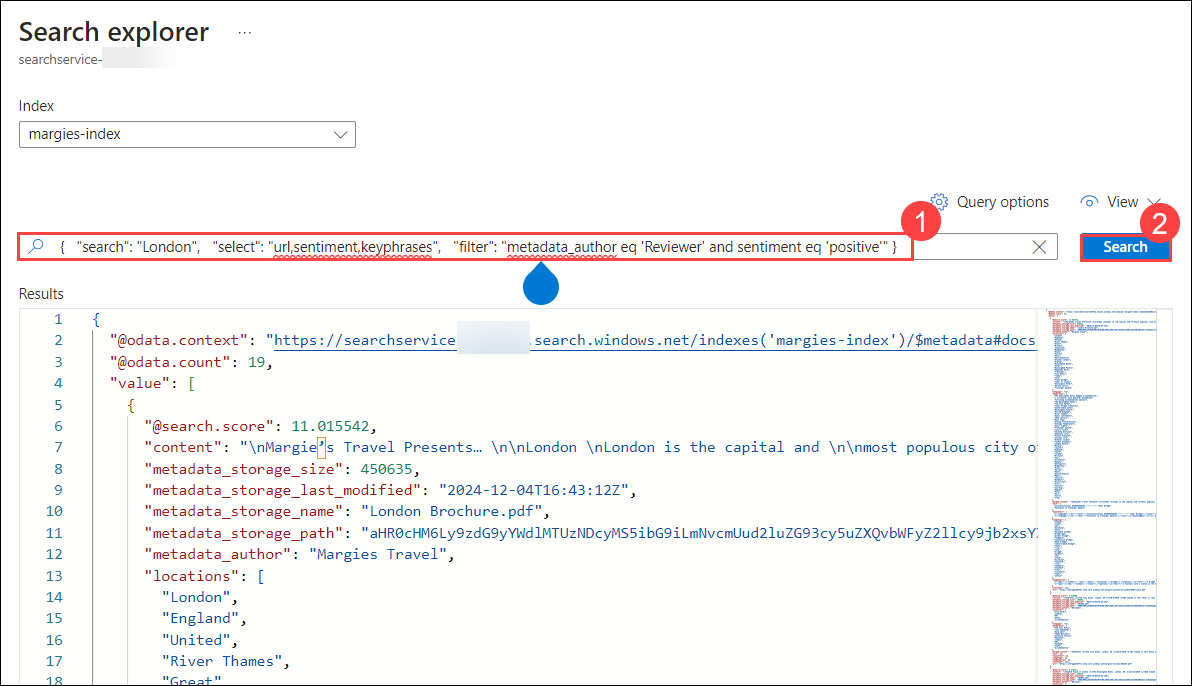 Search explorer ...
searchservice-
Index
margies-index
Query options View
1
2
{ "search": "London", "select": "url,sentiment,keyphrases", "filter": "metadata_author eq 'Reviewer' and sentiment eq 'positive'" }
Search
Results
1 {
2 "@odata.context": "https://searchservice .search.windows.net/indexes('margies-index')/$metadata#docs
3 "@odata.count": 19,
4 "value": [
5 {
6 "@search.score": 11.015542,
7 "content": "\nMargie’s Travel Presents… \n\nLondon \nLondon is the capital and \n\nmost populous city o
8 "metadata_storage_size": 450635,
9 "metadata_storage_last_modified": "2024-12-04T16:43:12Z",
10 "metadata_storage_name": "London Brochure.pdf",
11 "metadata_storage_path": "aHR0cHM6Ly9zdG9yYWdlMTUzNDcyMS5ibG9iLmNvcmUud2luZG93cy5uZXQvbWFyZ2llcy9jb2xsY
12 "metadata_author": "Margies Travel",
13 "locations": [
14 "London",
15 "England",
16 "United",
17 "River Thames",
18 "Great"